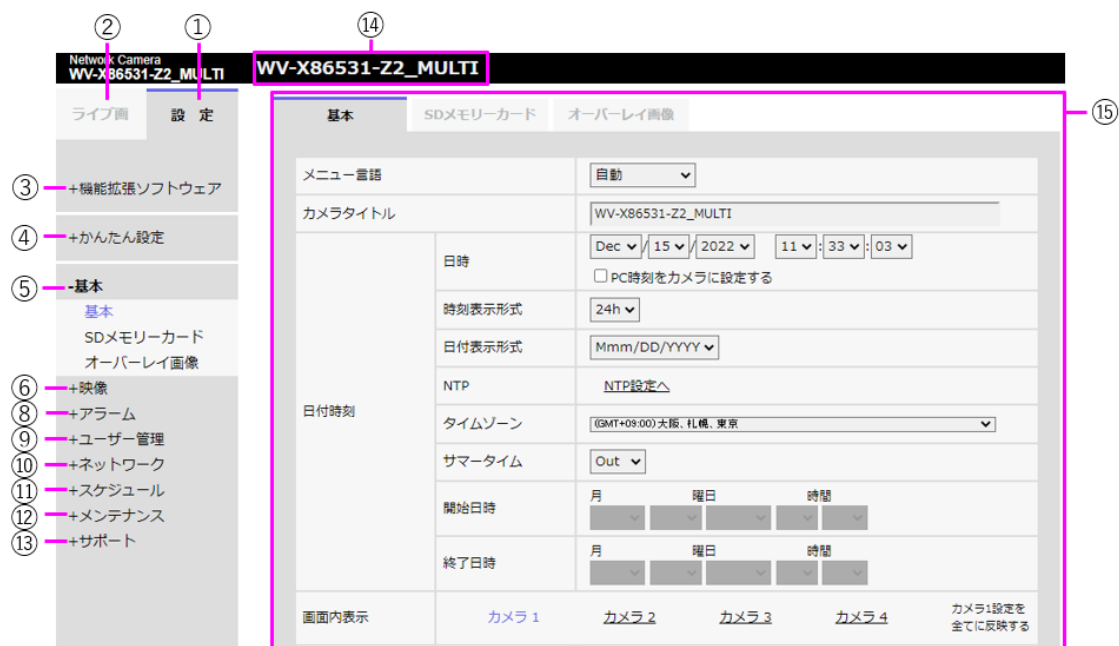 ② ① ⑭
Network Camera
WV-X86531-Z2_MULTI
WV-X86531-Z2_MULTI
ライブ画 設 定
基本 SDメモリーカード オーバーレイ画像
⑮
③ +機能拡張ソフトウェア
④ +かんたん設定
⑤ -基本
基本
SDメモリーカード
オーバーレイ画像
⑥ +映像
⑧ +アラーム
⑨ +ユーザー管理
⑩ +ネットワーク
⑪ +スケジュール
⑫ +メンテナンス
⑬ +サポート
メニュー言語 自動
カメラタイトル WV-X86531-Z2_MULTI
日付時刻
日時 Dec / 15 / 2022 11 : 33 : 03
PC時刻をカメラに設定する
時刻表示形式 24h
日付表示形式 Mmm/DD/YYYY
NTP NTP設定へ
タイムゾーン (GMT+09:00)大阪、札幌、東京
サマータイム Out
開始日時 月 曜日 時間
終了日時 月 曜日 時間
画面内表示 カメラ 1 カメラ 2 カメラ 3 カメラ 4 カメラ1設定を
全てに反映する